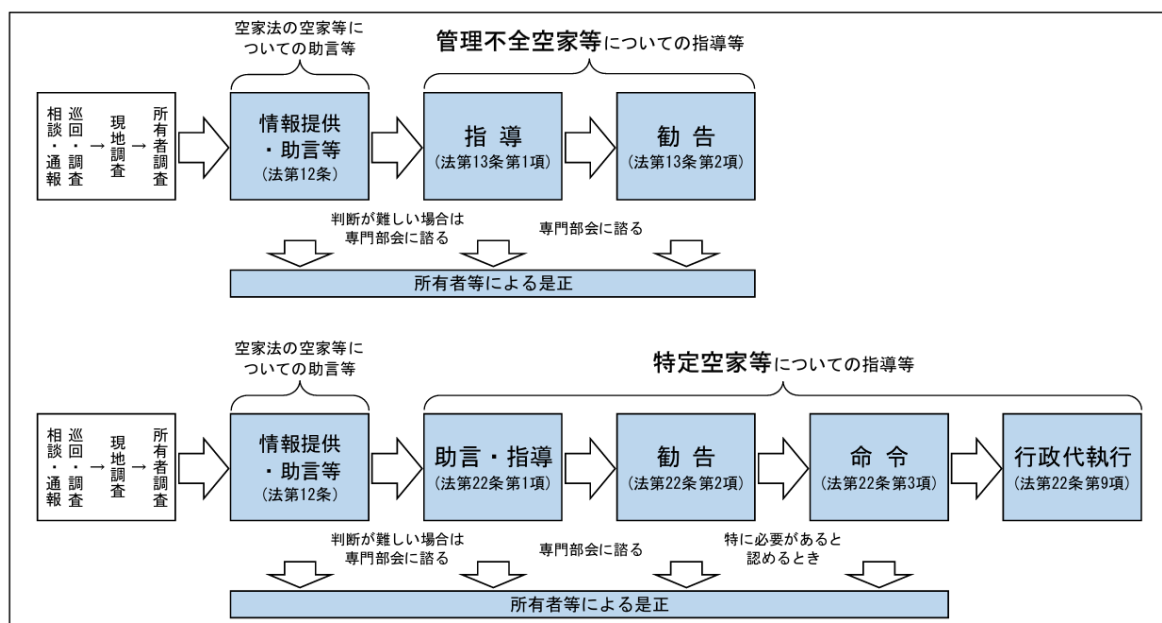 空家法の空家等に
ついての助言等
管理不全空家等についての指導等
相談・通報
巡回・調査
→
現地調査
→
所有者調査
情報提供
・助言等
(法第12条)
指 導
(法第13条第1項)
勧 告
(法第13条第2項)
判断が難しい場合は
専門部会に諮る
専門部会に諮る
所有者等による是正
空家法の空家等に
ついての助言等
特定空家等についての指導等
相談・通報
巡回・調査
→
現地調査
→
所有者調査
情報提供
・助言等
(法第12条)
助言・指導
(法第22条第1項)
勧 告
(法第22条第2項)
命 令
(法第22条第3項)
行政代執行
(法第22条第9項)
判断が難しい場合は
専門部会に諮る
専門部会に諮る
特に必要があると
認めるとき
所有者等による是正